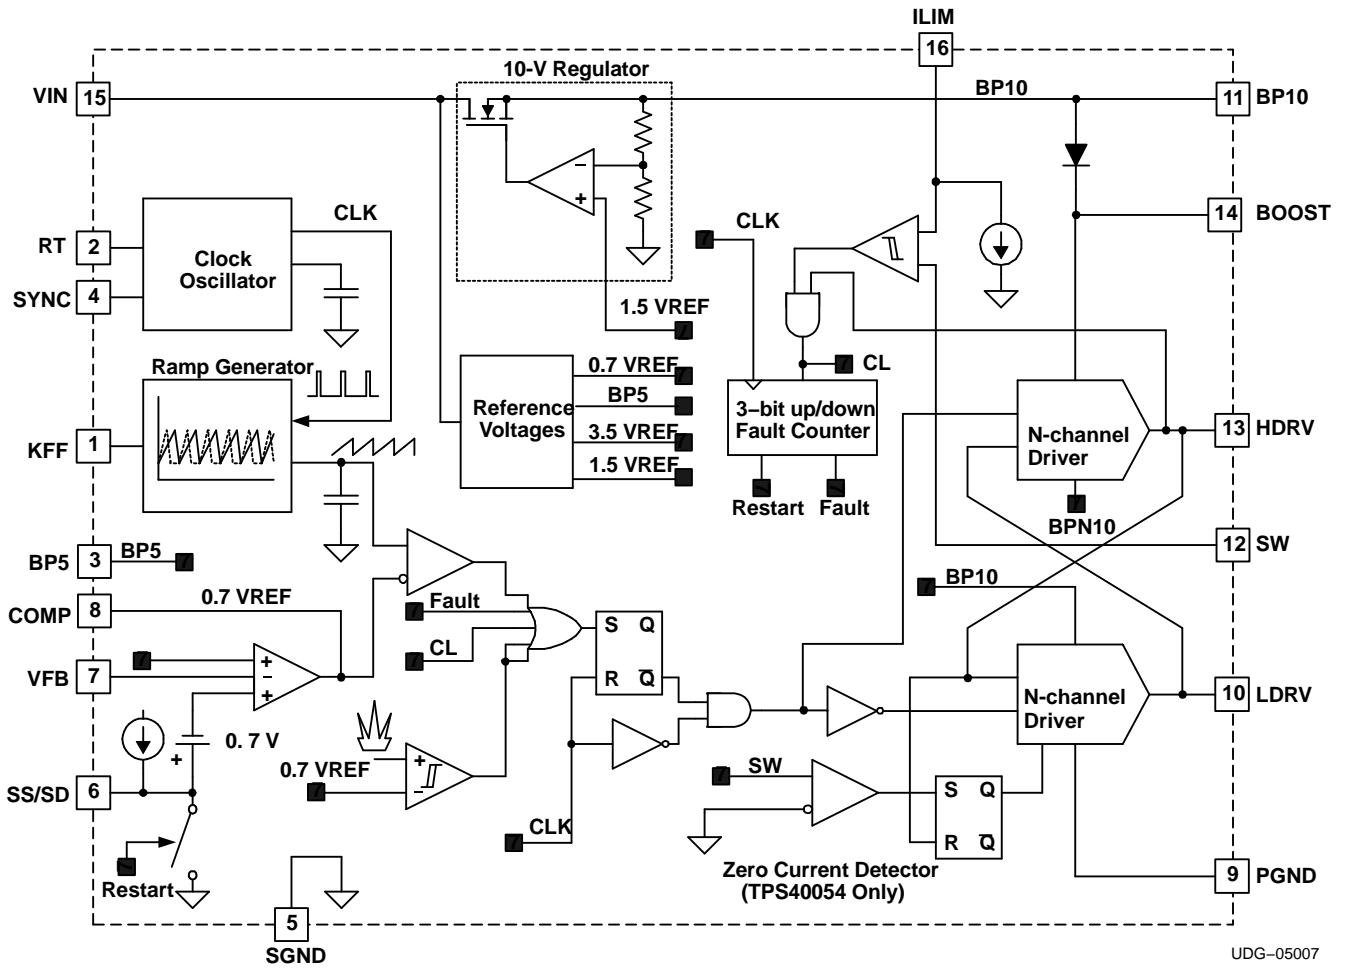 ILIM
16
10-V Regulator
VIN
15
BP10
11
BP10
CLK
CLK
14
BOOST
RT
2
Clock
Oscillator
SYNC
4
1.5 VREF
Ramp Generator
0.7 VREF
CL
BP5
Reference
Voltages
3.5 VREF
1.5 VREF
3–bit up/down
Fault Counter
N-channel
Driver
13
HDRV
KFF
1
Restart
Fault
BPN10
BP5
3
BP5
12
SW
COMP
8
0.7 VREF
Fault
BP10
CL
S
Q
R
Q
VFB
7
+
−
+
N-channel
Driver
10
LDRV
0. 7 V
+
SS/SD
6
0.7 VREF
+
−
SW
S
Q
R
Q
CLK
Zero Current Detector
(TPS40054 Only)
9
PGND
Restart
5
SGND
UDG–05007